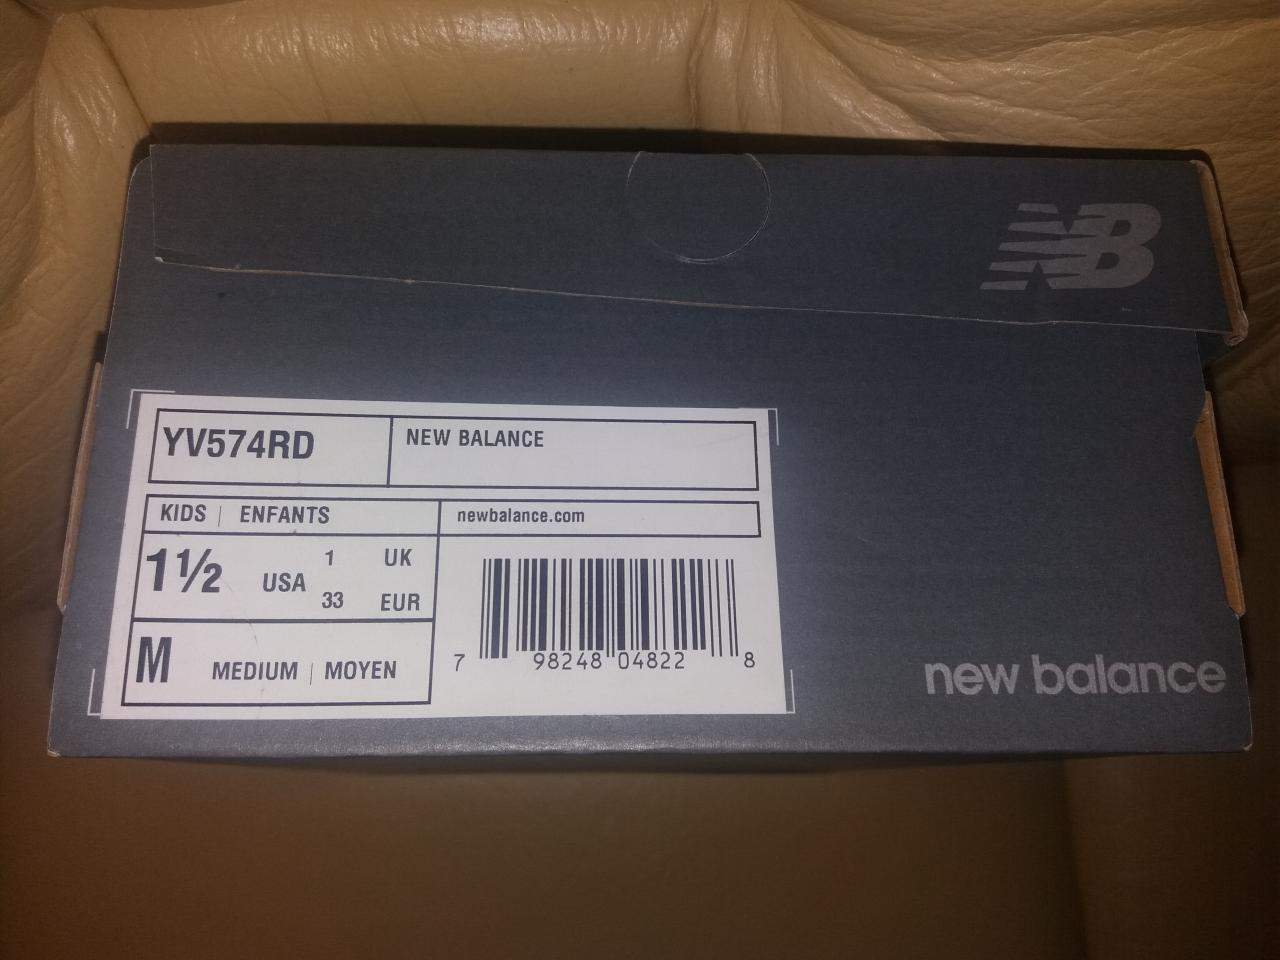 NB
YV574RD
NEW BALANCE
KIDS | ENFANTS
newbalance.com
1½ USA 1 UK
33 EUR
M MEDIUM | MOYEN
7 98248 04822 8
new balance